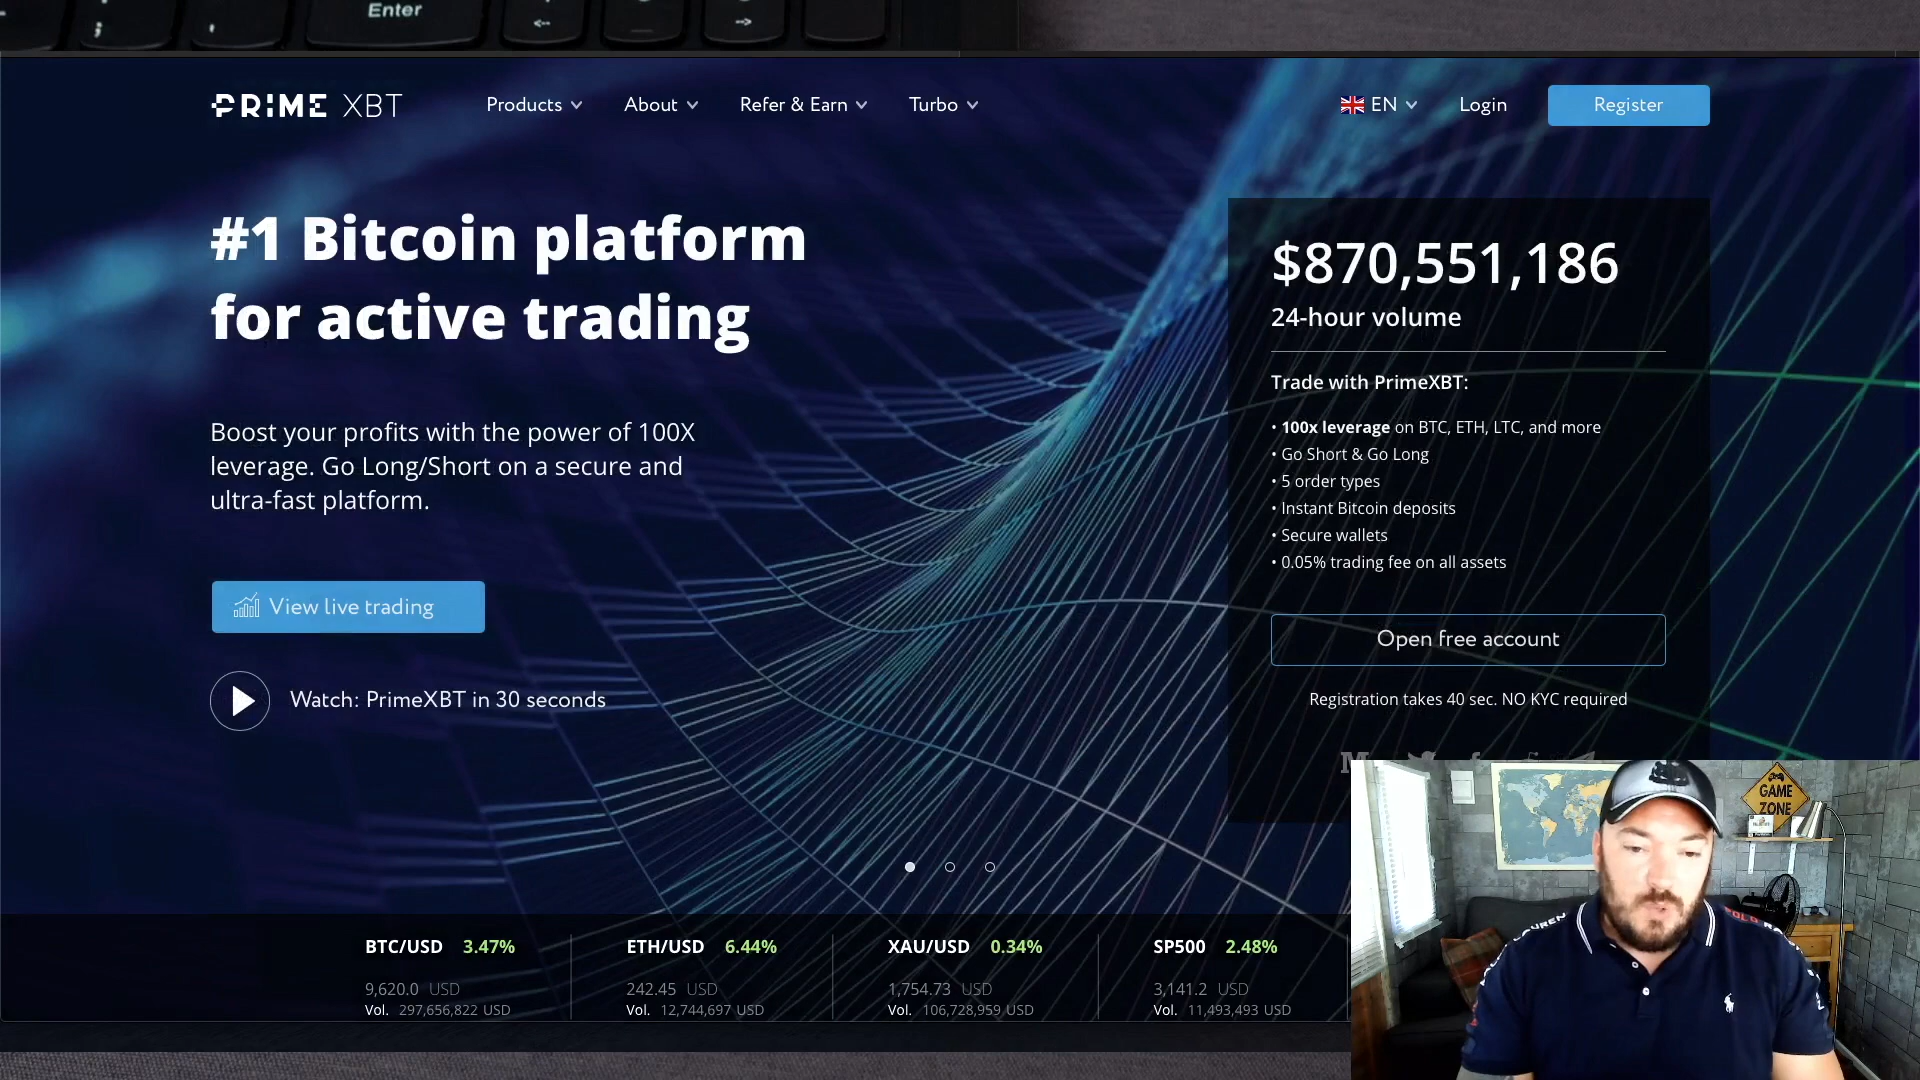 Enter
PRIME XBT
Products
About
Refer & Earn
Turbo
EN
Login
Register
#1 Bitcoin platform
for active trading
Boost your profits with the power of 100X
leverage. Go Long/Short on a secure and
ultra-fast platform.
View live trading
Watch: PrimeXBT in 30 seconds
$870,551,186
24-hour volume
Trade with PrimeXBT:
• 100x leverage on BTC, ETH, LTC, and more
• Go Short & Go Long
• 5 order types
• Instant Bitcoin deposits
• Secure wallets
• 0.05% trading fee on all assets
Open free account
Registration takes 40 sec. NO KYC required
BTC/USD 3.47%
9,620.0 USD
Vol. 297,656,822 USD
ETH/USD 6.44%
242.45 USD
Vol. 12,744,697 USD
XAU/USD 0.34%
1,754.73 USD
Vol. 106,728,959 USD
SP500 2.48%
3,141.2 USD
Vol. 11,493,493 USD
GAME
ZONE